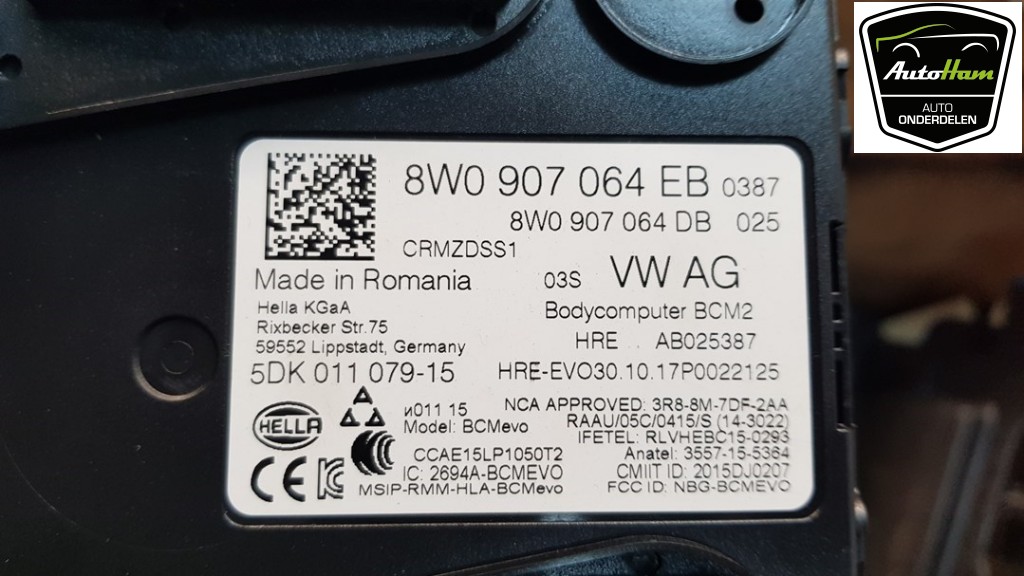 AutoHam
AUTO
ONDERDELEN
8W0 907 064 EB 0387
8W0 907 064 DB 025
CRMZDSS1
Made in Romania 03S VW AG
Hella KGaA
Rixbecker Str.75
59552 Lippstadt, Germany
Bodycomputer BCM2
HRE .. AB025387
5DK 011 079-15 HRE-EVO30.10.17P0022125
HELLA
CE
ᴎ011 15
Model: BCMevo
NCA APPROVED: 3R8-8M-7DF-2AA
RAAU/05C/0415/S (14-3022)
IFETEL: RLVHEBC15-0293
CCAE15LP1050T2 Anatel: 3557-15-5364
IC: 2694A-BCMEVO CMIIT ID: 2015DJ0207
MSIP-RMM-HLA-BCMevo FCC ID: NBG-BCMEVO